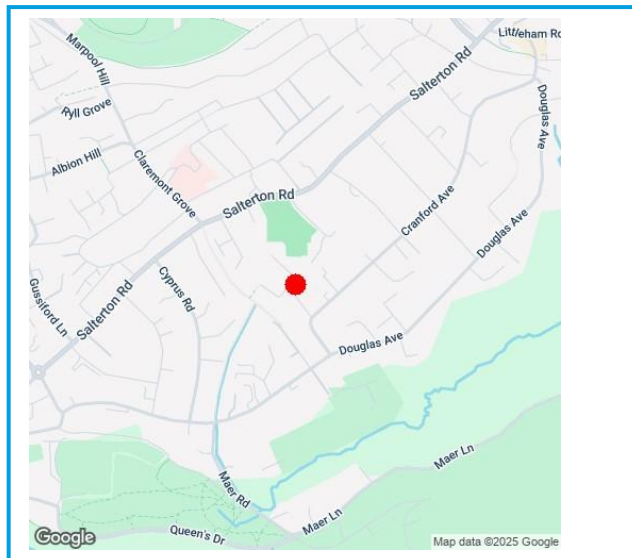 Marpool Hill
Littleham Rd
Salterton Rd
Ryll Grove
Douglas Ave
Albion Hill
Claremont Grove
Salterton Rd
Cranford Ave
Douglas Ave
Gussiford Ln
Cyprus Rd
Salterton Rd
Douglas Ave
Maer Ln
Maer Rd
Maer Ln
Queen's Dr
Google
Map data ©2025 Google